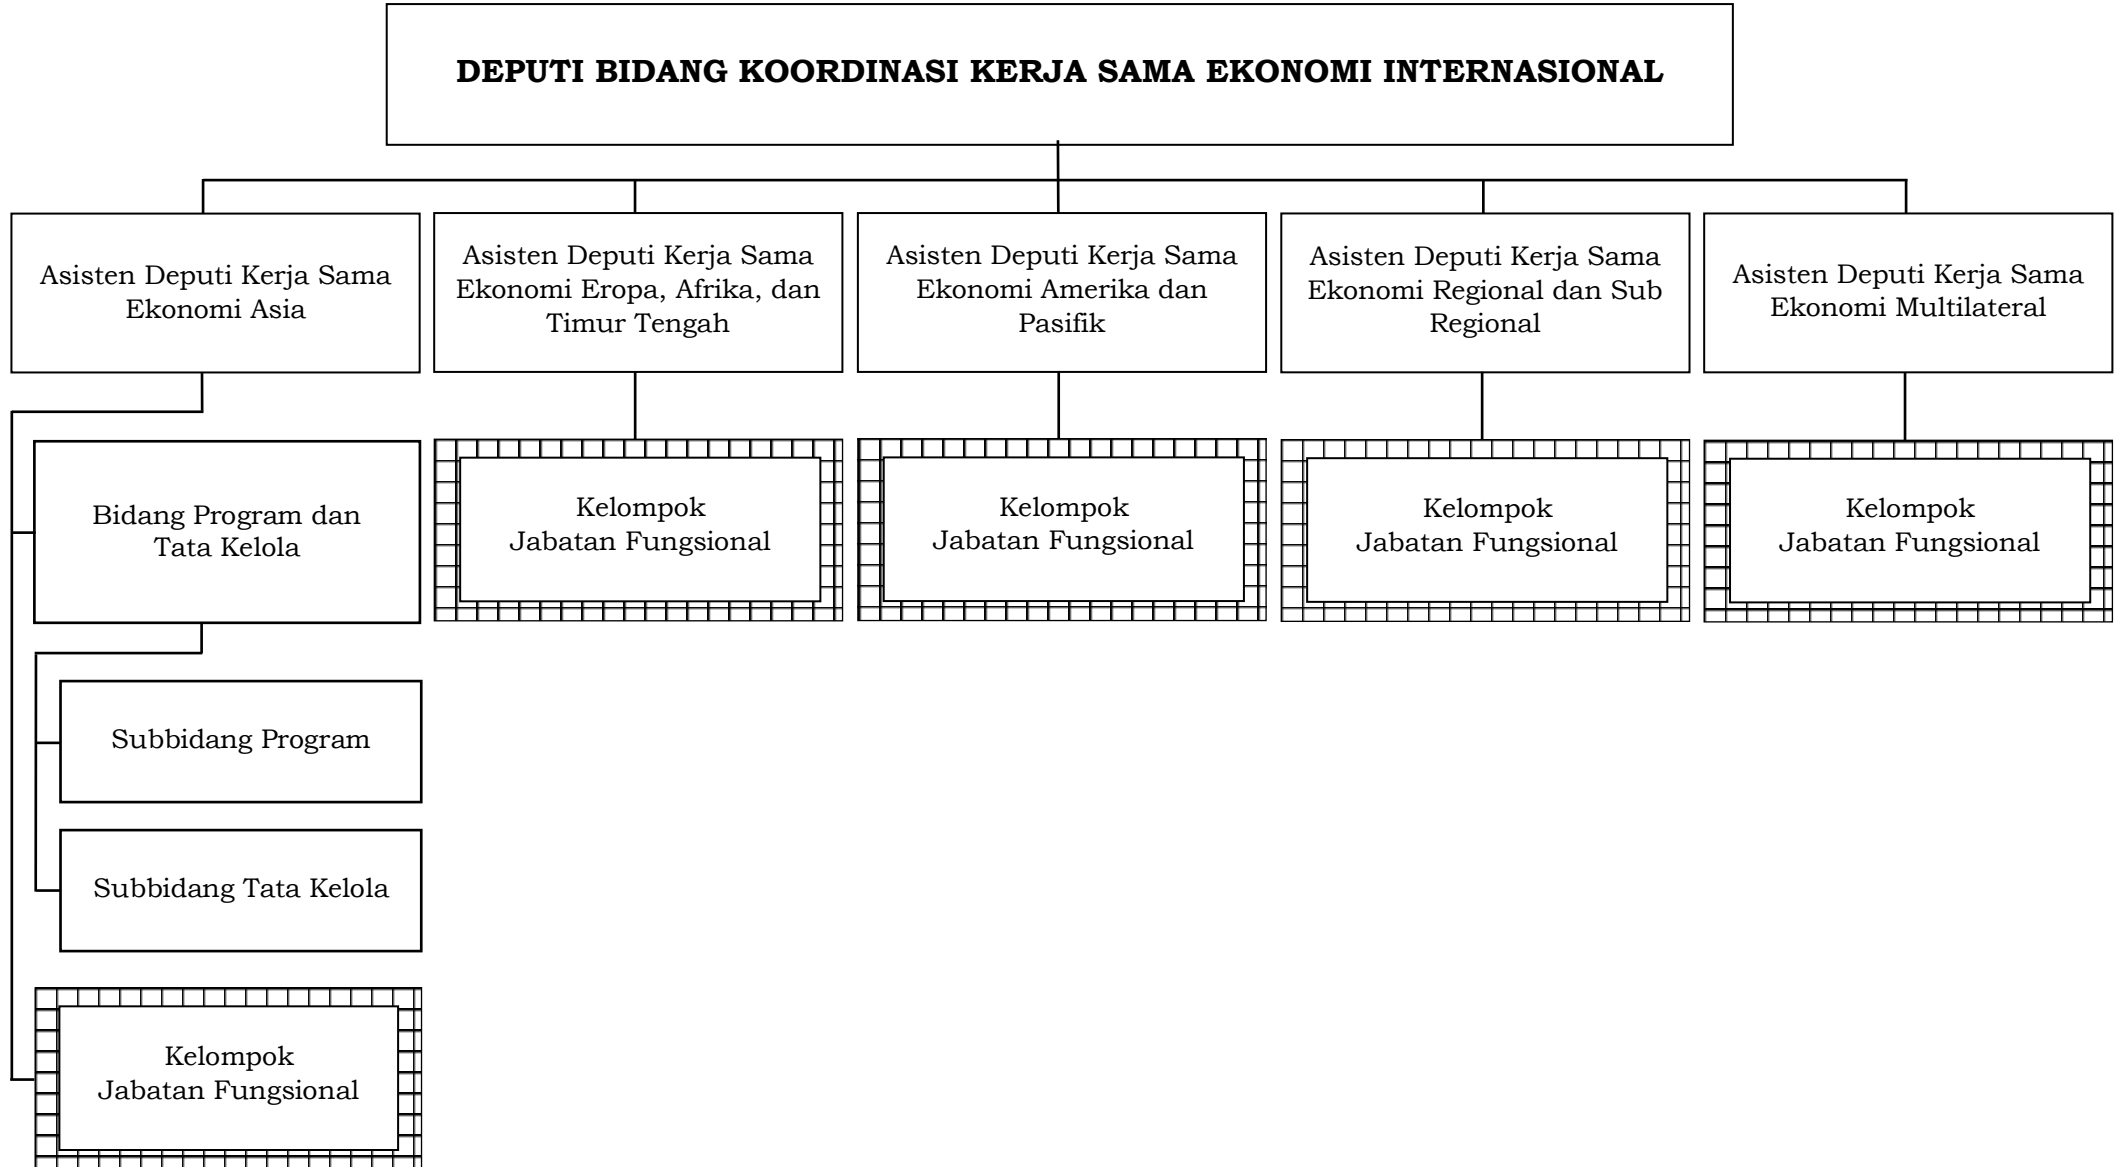 DEPUTI BIDANG KOORDINASI KERJA SAMA EKONOMI INTERNASIONAL
Asisten Deputi Kerja Sama
Ekonomi Asia
Asisten Deputi Kerja Sama
Ekonomi Eropa, Afrika, dan
Timur Tengah
Asisten Deputi Kerja Sama
Ekonomi Amerika dan
Pasifik
Asisten Deputi Kerja Sama
Ekonomi Regional dan Sub
Regional
Asisten Deputi Kerja Sama
Ekonomi Multilateral
Bidang Program dan
Tata Kelola
Kelompok
Jabatan Fungsional
Kelompok
Jabatan Fungsional
Kelompok
Jabatan Fungsional
Kelompok
Jabatan Fungsional
Subbidang Program
Subbidang Tata Kelola
Kelompok
Jabatan Fungsional